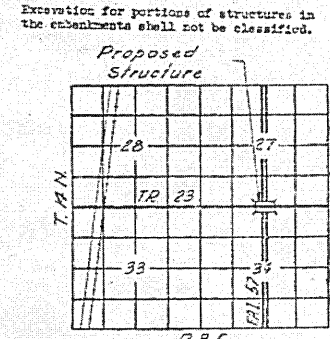 Excavation for portions of structures in
the embankments shall not be classified.
Proposed
Structure
28
27
T.R. 23
33
34
F.A.I. 57